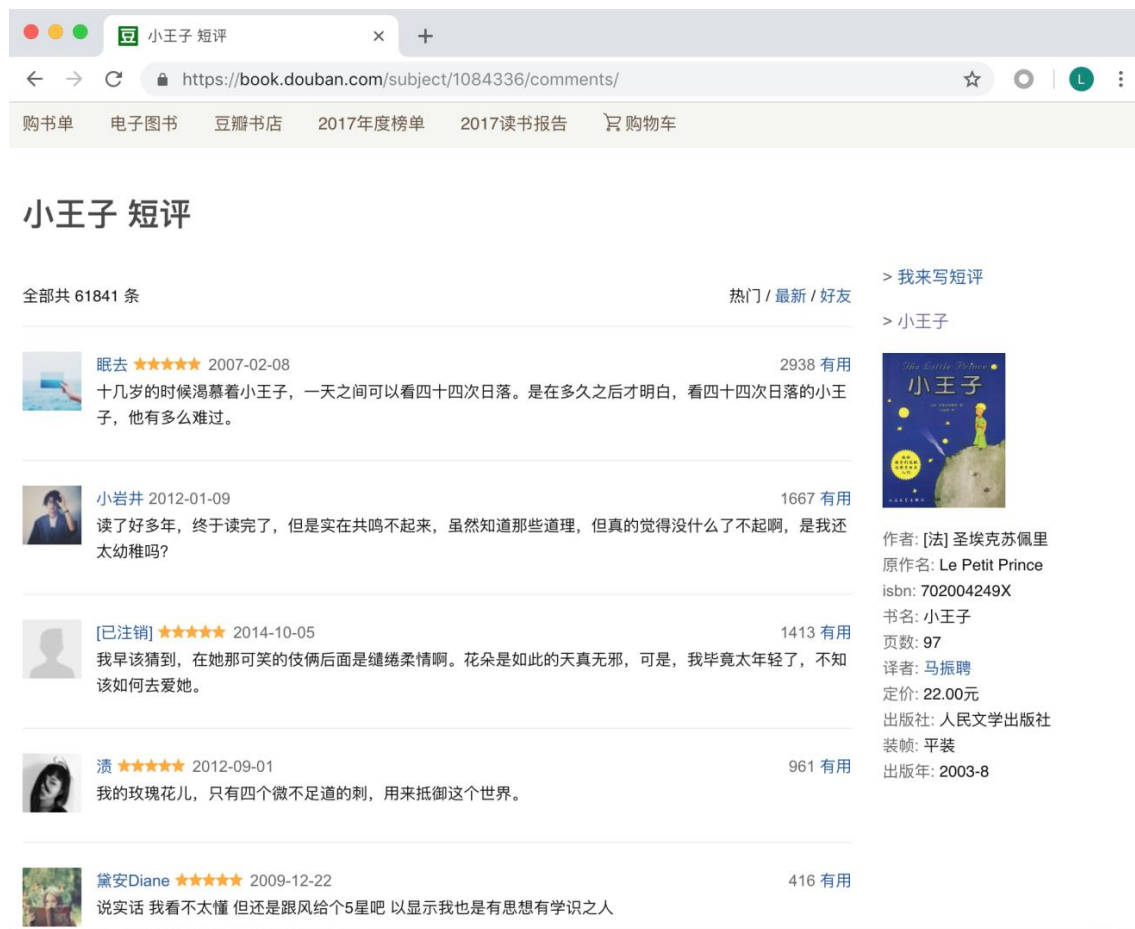 豆 小王子 短评
https://book.douban.com/subject/1084336/comments/
L
购书单 电子图书 豆瓣书店 2017年度榜单 2017读书报告 购物车
小王子 短评
全部共 61841 条
热门 / 最新 / 好友
眠去 2007-02-08 2938 有用
十几岁的时候渴慕着小王子，一天之间可以看四十四次日落。是在多久之后才明白，看四十四次日落的小王
子，他有多么难过。
小岩井 2012-01-09 1667 有用
读了好多年，终于读完了，但是实在共鸣不起来，虽然知道那些道理，但真的觉得没什么了不起啊，是我还
太幼稚吗?
[已注销] 2014-10-05 1413 有用
我早该猜到，在她那可笑的伎俩后面是缱绻柔情啊。花朵是如此的天真无邪，可是，我毕竟太年轻了，不知
该如何去爱她。
渍 2012-09-01 961 有用
我的玫瑰花儿，只有四个微不足道的刺，用来抵御这个世界。
黛安Diane 2009-12-22 416 有用
说实话 我看不太懂 但还是跟风给个5星吧 以显示我也是有思想有学识之人
> 我来写短评
> 小王子
The Little Prince
小王子
作者: [法] 圣埃克苏佩里
原作名: Le Petit Prince
isbn: 702004249X
书名: 小王子
页数: 97
译者: 马振聘
定价: 22.00元
出版社: 人民文学出版社
装帧: 平装
出版年: 2003-8